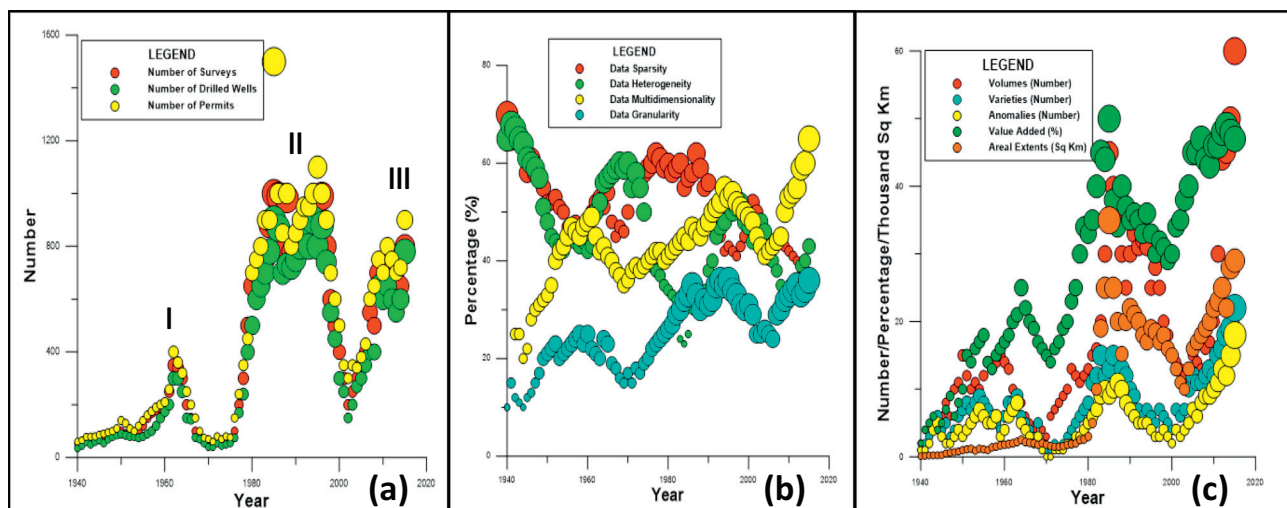 1600
1200
800
400
0
1940
1960
1980
2000
2020
Number
Year
LEGEND
Number of Surveys
Number of Drilled Wells
Number of Permits
I
II
III
(a)
80
60
40
20
0
1940
1960
1980
2000
2020
Percentage (%)
Year
LEGEND
Data Sparsity
Data Heterogeneity
Data Multidimensionality
Data Granularity
(b)
60
40
20
0
1940
1960
1980
2000
2020
Number/Percentage/Thousand Sq Km
Year
LEGEND
Volumes (Number)
Varieties (Number)
Anomalies (Number)
Value Added (%)
Areal Extents (Sq Km)
(c)